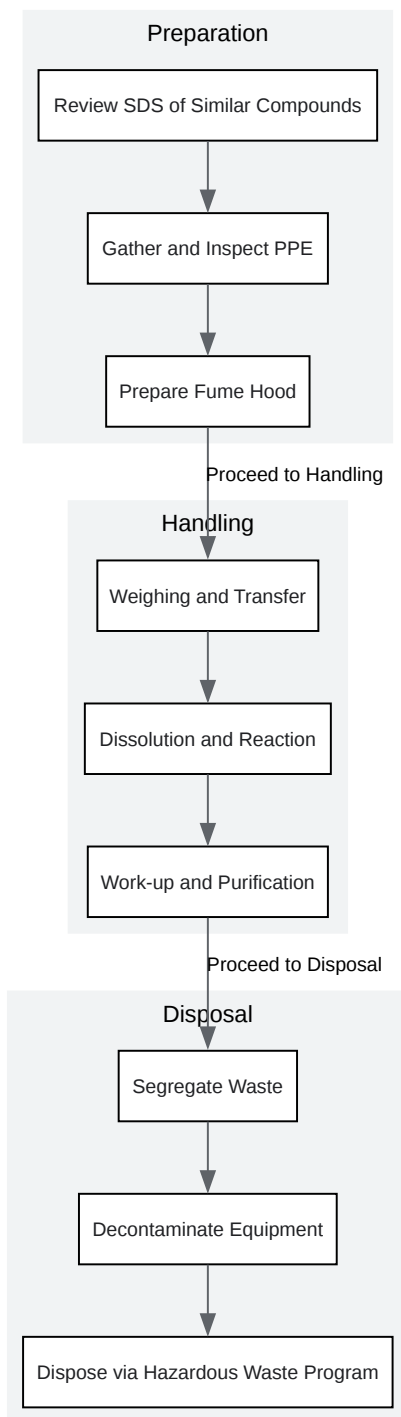 Preparation
Review SDS of Similar Compounds
Gather and Inspect PPE
Prepare Fume Hood
Proceed to Handling
Handling
Weighing and Transfer
Dissolution and Reaction
Work-up and Purification
Proceed to Disposal
Disposal
Segregate Waste
Decontaminate Equipment
Dispose via Hazardous Waste Program